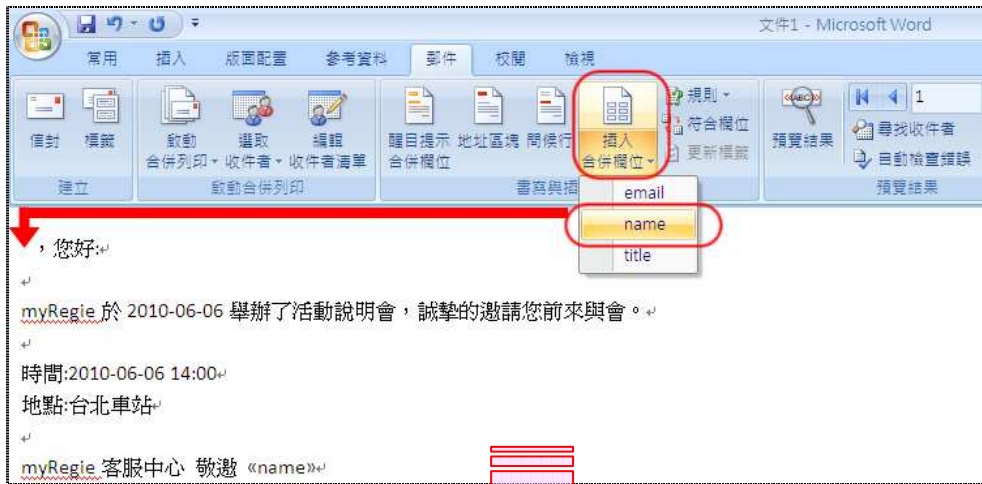 文件1 - Microsoft Word
常用 插入 版面配置 參考資料 郵件 校閱 檢視
信封 標籤 啟動合併列印 選取收件者 編輯收件者清單 醒目提示合併欄位 地址區塊 問候行 插入合併欄位 規則 符合欄位 更新標籤 預覽結果 1 尋找收件者 自動檢查錯誤
建立 啟動合併列印 書寫與插 預覽結果
email
name
title
,您好:
myRegie 於 2010-06-06 舉辦了活動說明會,誠摯的邀請您前來與會。
時間:2010-06-06 14:00
地點:台北車站
myRegie 客服中心 敬邀 «name»